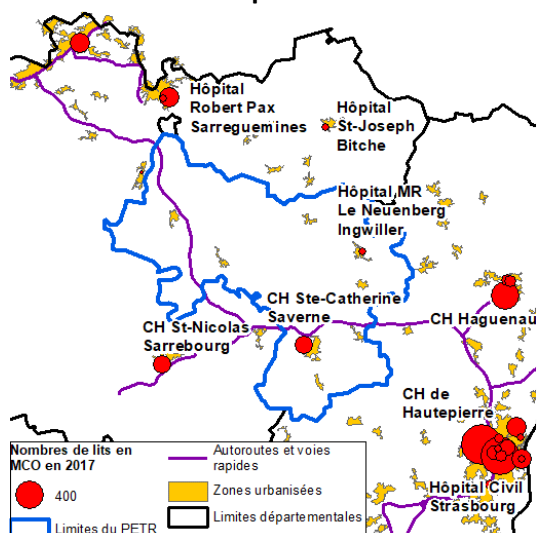 Hôpital
Robert Pax
Sarreguemines
Hôpital
St-Joseph
Bitche
Hôpital MR
Le Neuenberg
Ingwiller
CH Ste-Catherine
Saverne
CH St-Nicolas
Sarrebourg
CH Haguenau
CH de
Hautepierre
Hôpital Civil
Strasbourg
Nombres de lits en
MCO en 2017
400
Limites du PETR
Autoroutes et voies
rapides
Zones urbanisées
Limites départementales